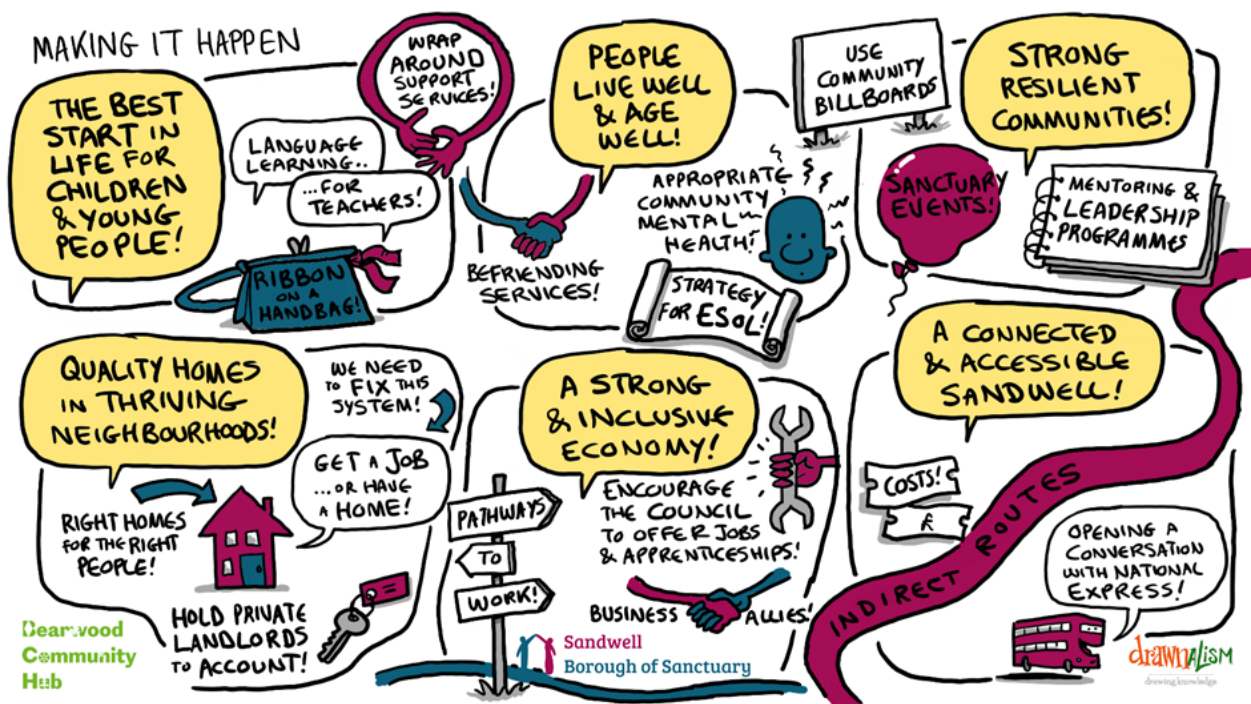 MAKING IT HAPPEN
THE BEST
START IN
LIFE FOR
CHILDREN
& YOUNG
PEOPLE!
LANGUAGE
LEARNING..
...FOR
TEACHERS!
WRAP
AROUND
SUPPORT
SERVICES!
RIBBON
ON A
HANDBAG!
PEOPLE
LIVE WELL
& AGE
WELL!
BEFRIENDING
SERVICES!
APPROPRIATE
COMMUNITY
MENTAL
HEALTH!
STRATEGY
FOR ESOL!
USE
COMMUNITY
BILLBOARDS
STRONG
RESILIENT
COMMUNITIES!
SANCTUARY
EVENTS!
MENTORING &
LEADERSHIP
PROGRAMMES
QUALITY HOMES
IN THRIVING
NEIGHBOURHOODS!
WE NEED
TO FIX THIS
SYSTEM!
GET A JOB
...OR HAVE
A HOME!
RIGHT HOMES
FOR THE RIGHT
PEOPLE!
HOLD PRIVATE
LANDLORDS
TO ACCOUNT!
A STRONG
& INCLUSIVE
ECONOMY!
PATHWAYS
TO
WORK!
ENCOURAGE
THE COUNCIL
TO OFFER JOBS
& APPRENTICESHIPS!
BUSINESS ALLIES!
A CONNECTED
& ACCESSIBLE
SANDWELL!
COSTS!
£
INDIRECT ROUTES
OPENING A
CONVERSATION
WITH NATIONAL
EXPRESS!
Bearwood
Community
Hub
Sandwell
Borough of Sanctuary
drawnalism
drawing knowledge